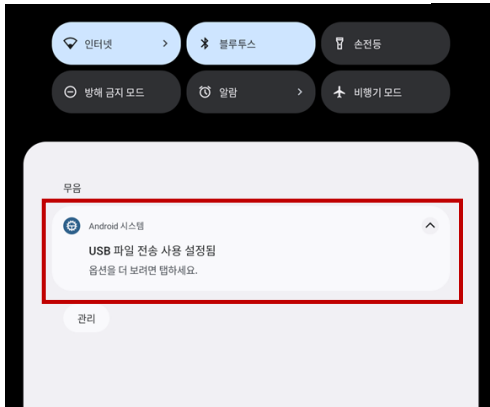 인터넷
블루투스
손전등
방해 금지 모드
알람
비행기 모드
무음
Android 시스템
USB 파일 전송 사용 설정됨
옵션을 더 보려면 탭하세요.
관리